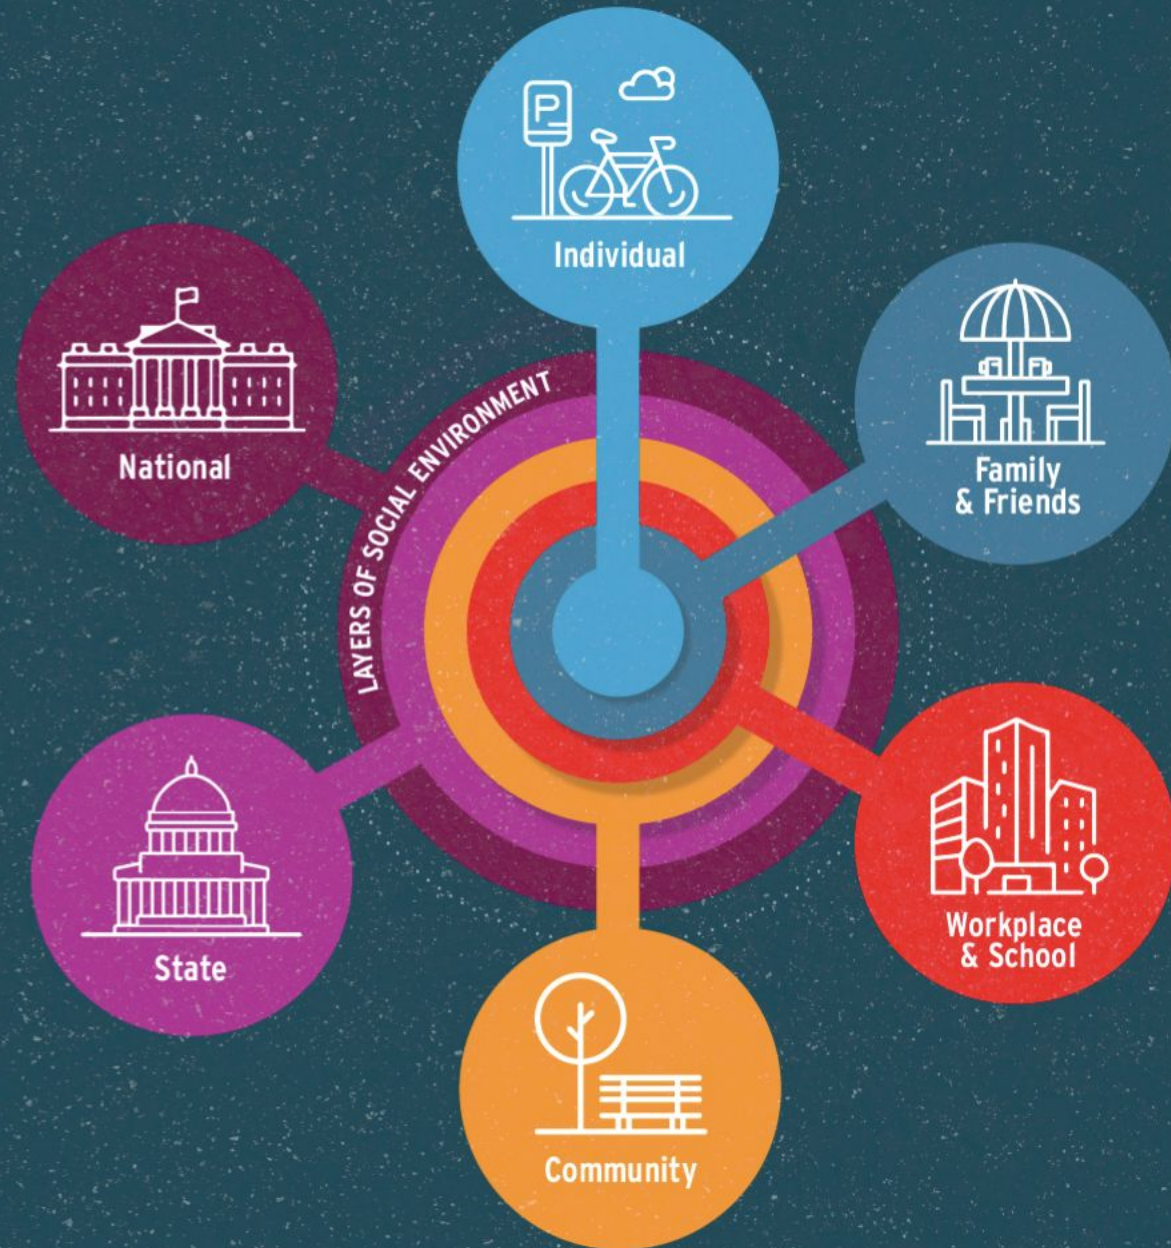 P
Individual
National
Family
& Friends
LAYERS OF SOCIAL ENVIRONMENT
Workplace
& School
State
Community